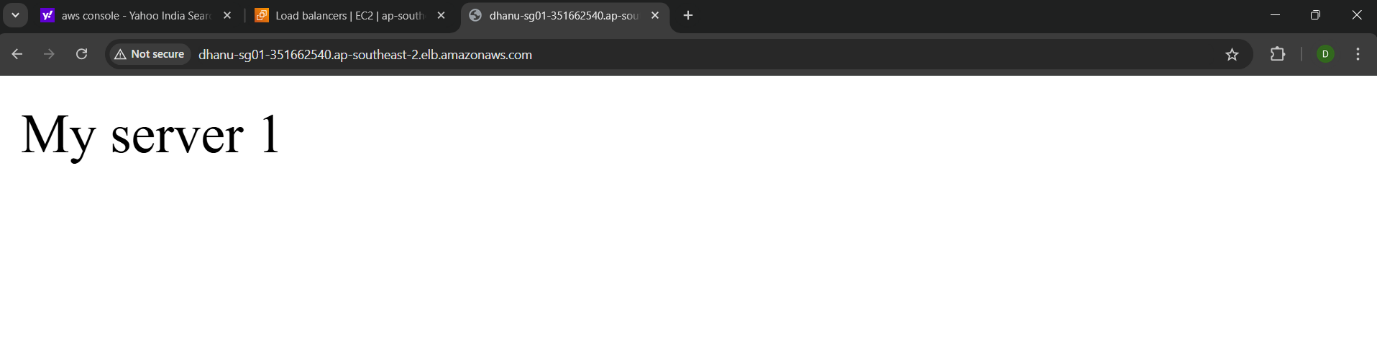 aws console - Yahoo India Sear
Load balancers | EC2 | ap-south
dhanu-sg01-351662540.ap-sou
Not secure
dhanu-sg01-351662540.ap-southeast-2.elb.amazonaws.com
D
My server 1